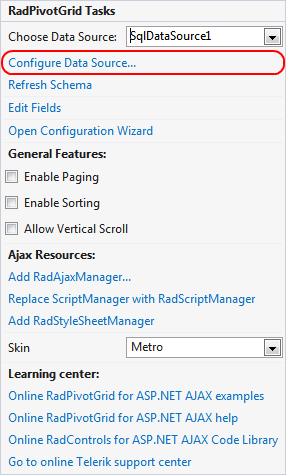 RadPivotGrid Tasks
Choose Data Source: SqlDataSource1
Configure Data Source...
Refresh Schema
Edit Fields
Open Configuration Wizard
General Features:
Enable Paging
Enable Sorting
Allow Vertical Scroll
Ajax Resources:
Add RadAjaxManager...
Replace ScriptManager with RadScriptManager
Add RadStyleSheetManager
Skin Metro
Learning center:
Online RadPivotGrid for ASP.NET AJAX examples
Online RadPivotGrid for ASP.NET AJAX help
Online RadControls for ASP.NET AJAX Code Library
Go to online Telerik support center